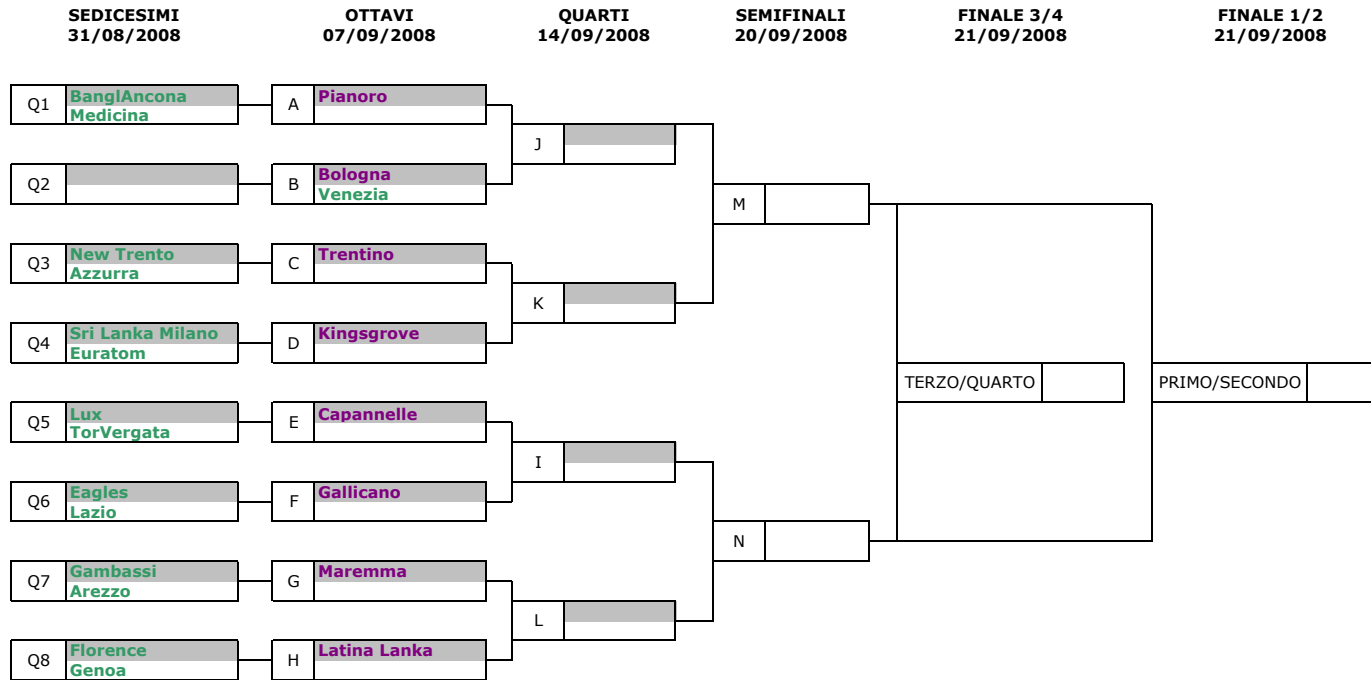 SEDICESIMI
31/08/2008
OTTAVI
07/09/2008
QUARTI
14/09/2008
SEMIFINALI
20/09/2008
FINALE 3/4
21/09/2008
FINALE 1/2
21/09/2008
Q1
BanglAncona
Medicina
A
Pianoro
J
Q2
B
Bologna
Venezia
M
Q3
New Trento
Azzurra
C
Trentino
K
Q4
Sri Lanka Milano
Euratom
D
Kingsgrove
TERZO/QUARTO
PRIMO/SECONDO
Q5
Lux
TorVergata
E
Capannelle
I
Q6
Eagles
Lazio
F
Gallicano
N
Q7
Gambassi
Arezzo
G
Maremma
L
Q8
Florence
Genoa
H
Latina Lanka